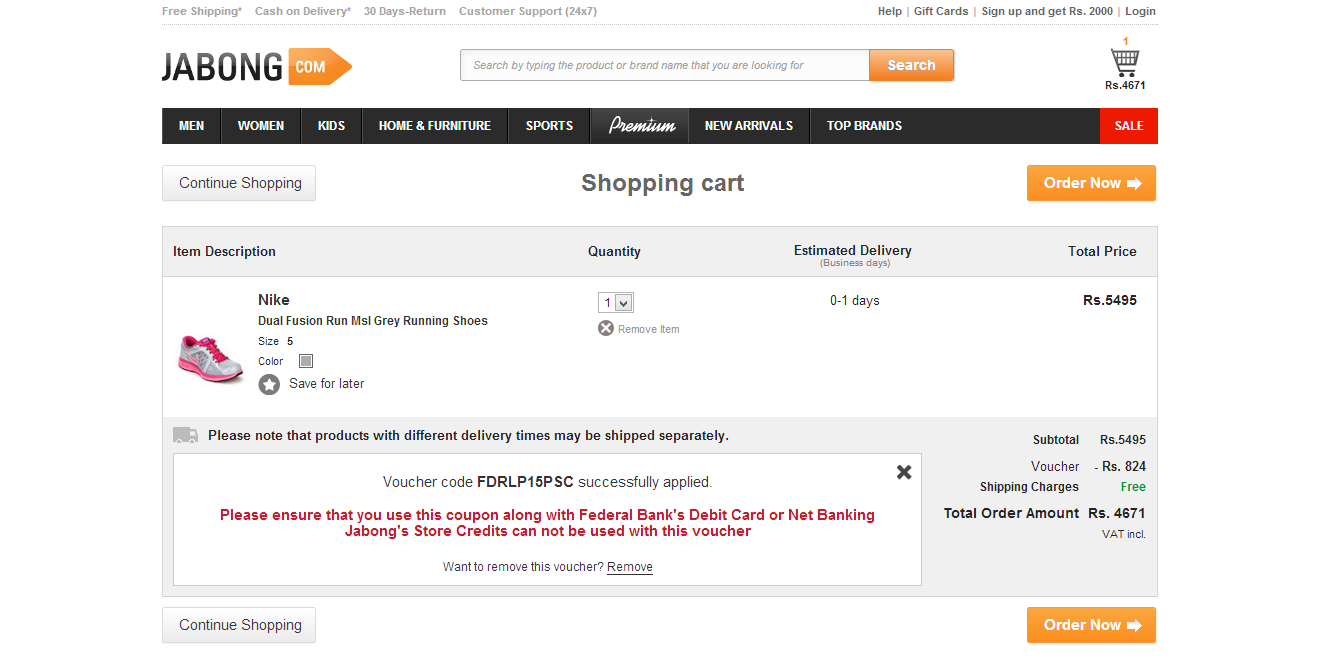 Free Shipping* Cash on Delivery* 30 Days-Return Customer Support (24x7) Help | Gift Cards | Sign up and get Rs. 2000 | Login
JABONG COM
Search by typing the product or brand name that you are looking for Search
1
Rs.4671
MEN WOMEN KIDS HOME & FURNITURE SPORTS Premium NEW ARRIVALS TOP BRANDS SALE
Continue Shopping Shopping cart Order Now
Item Description Quantity Estimated Delivery Total Price
(Business days)
Nike 1 0-1 days Rs.5495
Dual Fusion Run Msl Grey Running Shoes
Remove Item
Size 5
Color
Save for later
Please note that products with different delivery times may be shipped separately.
Subtotal Rs.5495
Voucher - Rs. 824
Shipping Charges Free
Total Order Amount Rs. 4671
VAT incl.
Voucher code FDRLP15PSC successfully applied.
Please ensure that you use this coupon along with Federal Bank's Debit Card or Net Banking
Jabong's Store Credits can not be used with this voucher
Want to remove this voucher? Remove
Continue Shopping Order Now